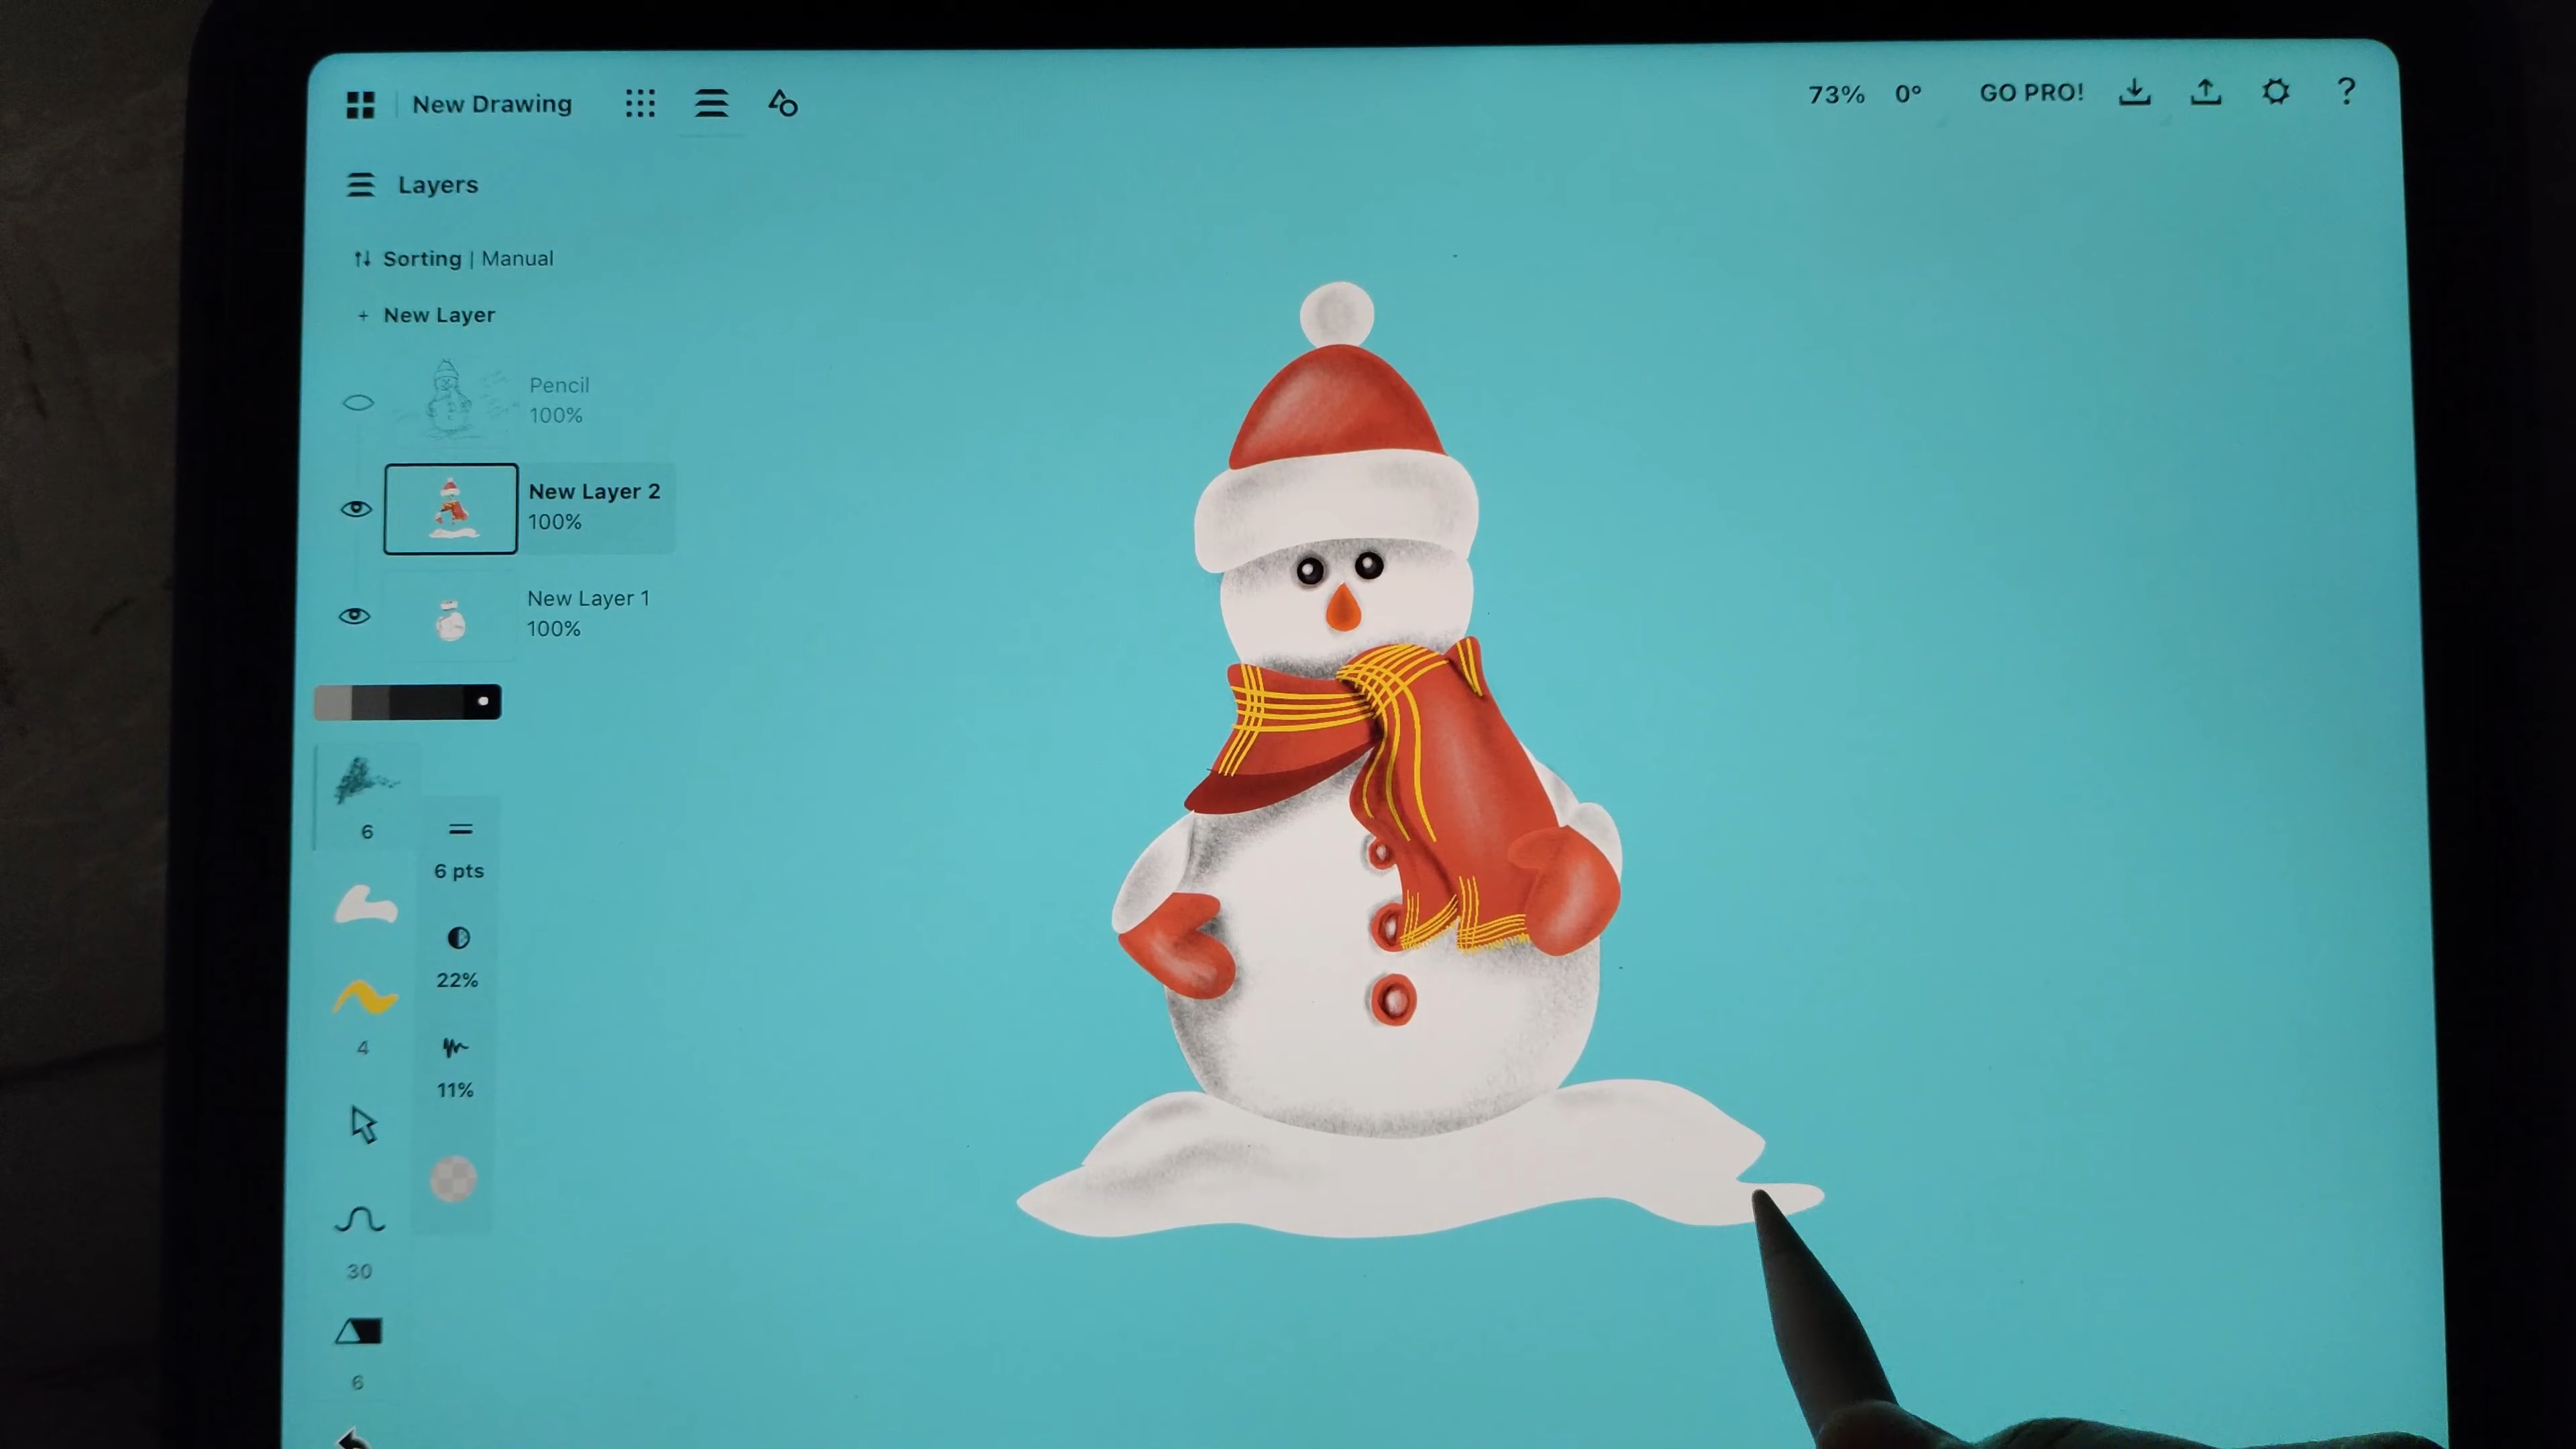 New Drawing
73% 0° GO PRO! ?
Layers
Sorting | Manual
+ New Layer
Pencil
100%
New Layer 2
100%
New Layer 1
100%
6
6 pts
22%
4
11%
30
6